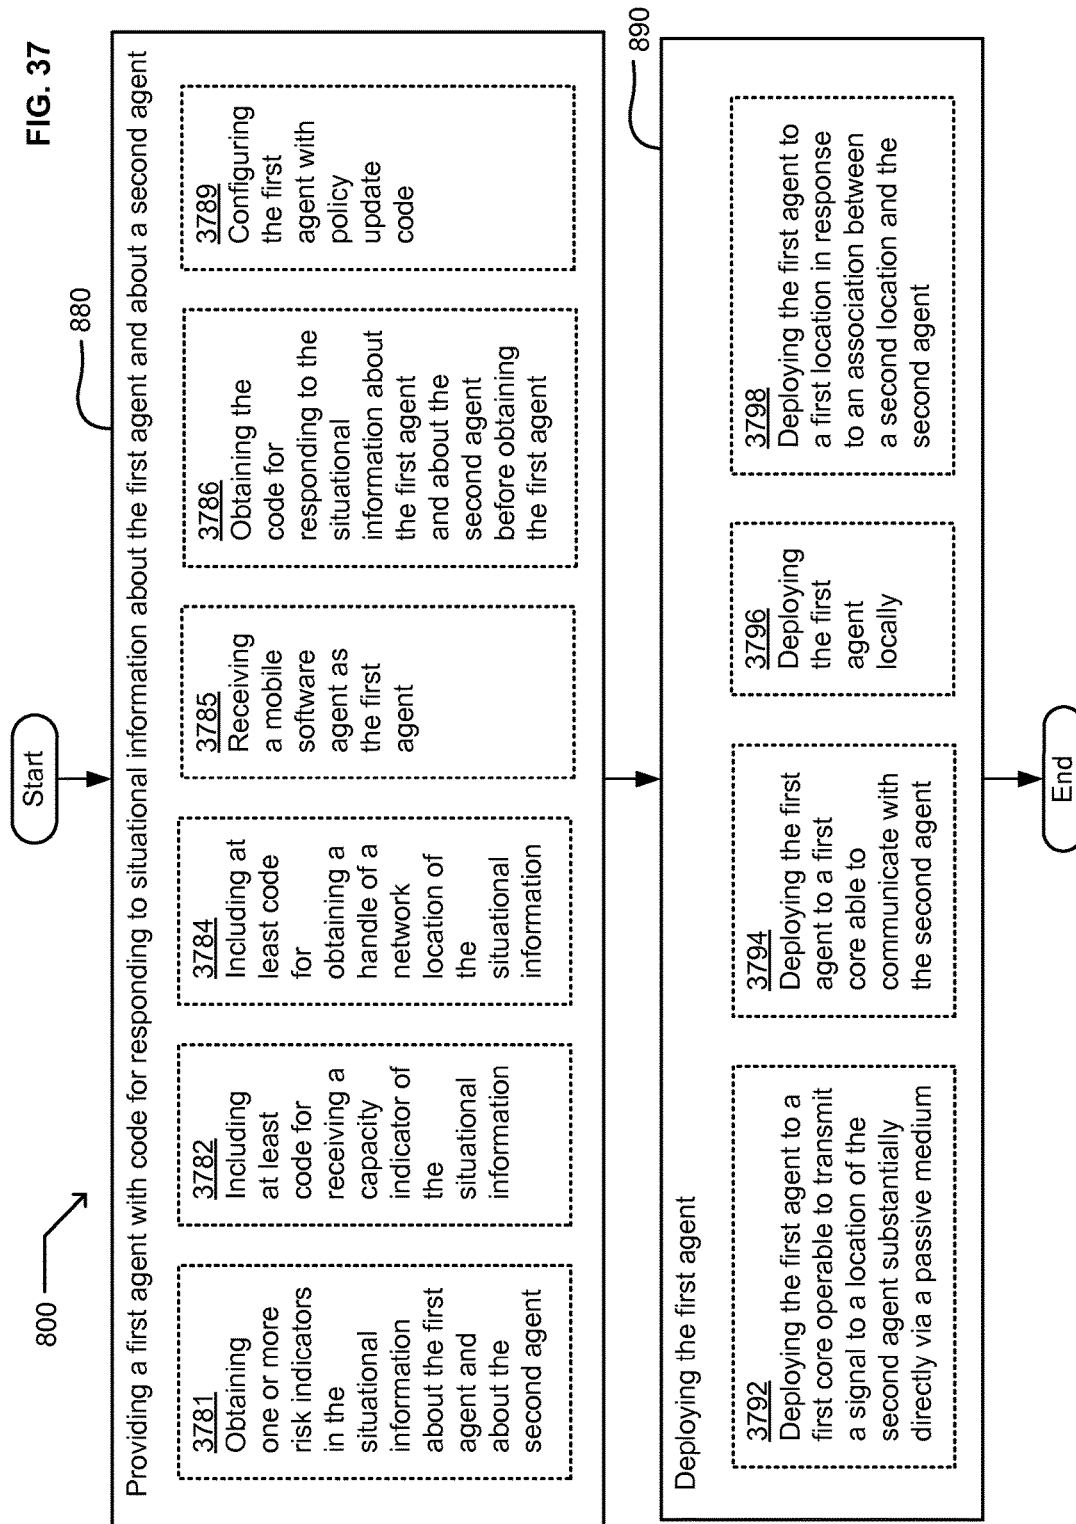 FIG. 37
800
Start
880
Providing a first agent with code for responding to situational information about the first agent and about a second agent
3781
Obtaining
one or more
risk indicators
in the
situational
information
about the first
agent and
about the
second agent
3782
Including
at least
code for
receiving a
capacity
indicator of
the
situational
information
3784
Including at
least code
for
obtaining a
handle of a
network
location of
the
situational
information
3785
Receiving
a mobile
software
agent as
the first
agent
3786
Obtaining the
code for
responding to the
situational
information about
the first agent
and about the
second agent
before obtaining
the first agent
3789
Configuring
the first
agent with
policy
update
code
890
Deploying the first agent
3792
Deploying the first agent to a
first core operable to transmit
a signal to a location of the
second agent substantially
directly via a passive medium
3794
Deploying the first
agent to a first
core able to
communicate with
the second agent
3796
Deploying
the first
agent
locally
3798
Deploying the first agent to
a first location in response
to an association between
a second location and the
second agent
End